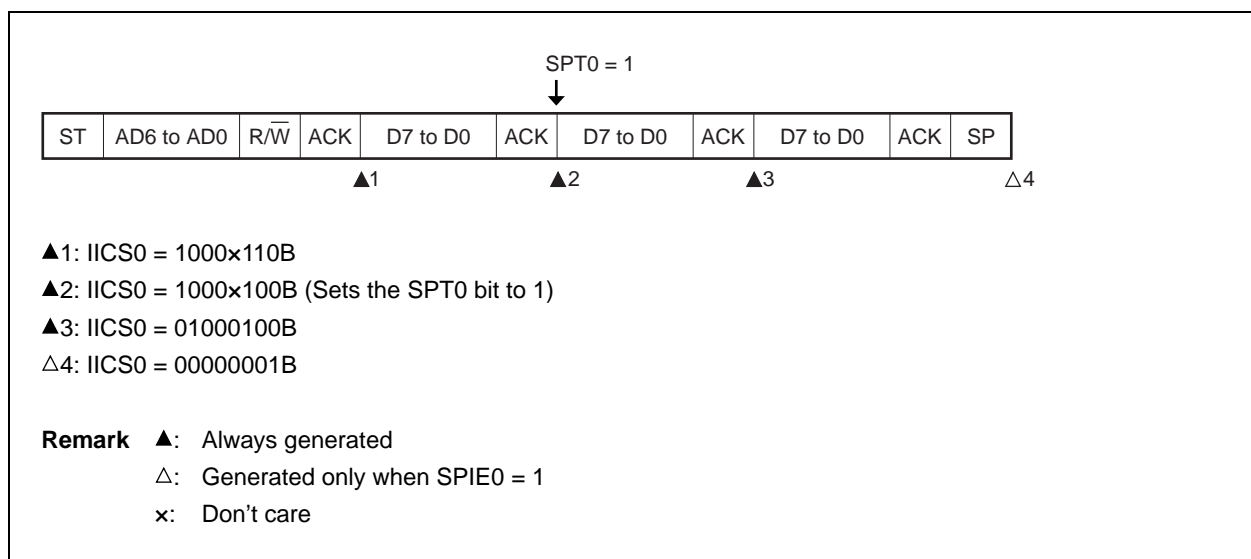 SPT0 = 1
ST AD6 to AD0 R/W̅ ACK D7 to D0 ACK D7 to D0 ACK D7 to D0 ACK SP
▲1 ▲2 ▲3 △4
▲1: IICS0 = 1000×110B
▲2: IICS0 = 1000×100B (Sets the SPT0 bit to 1)
▲3: IICS0 = 01000100B
△4: IICS0 = 00000001B
Remark ▲: Always generated
△: Generated only when SPIE0 = 1
×: Don't care